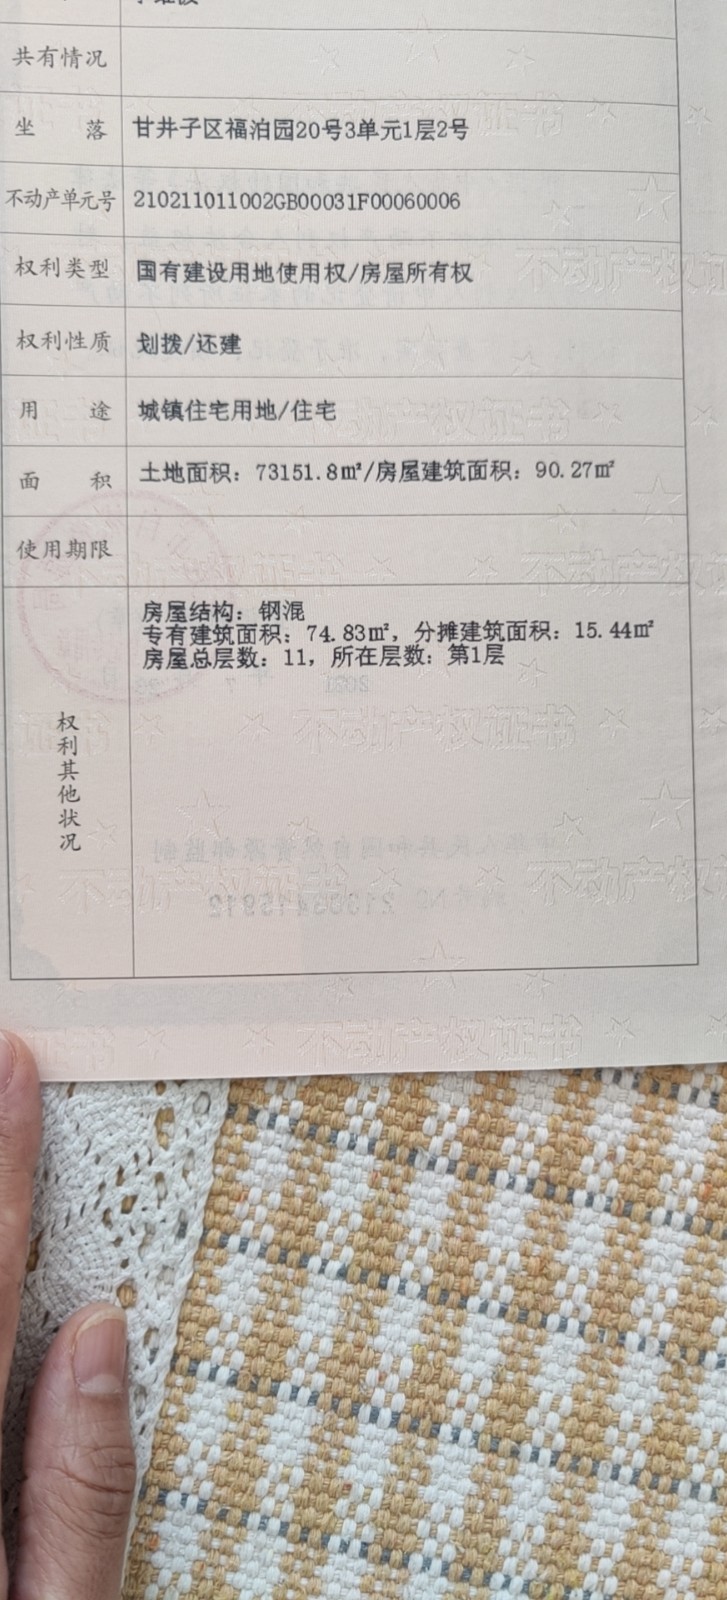 共有情况
坐 落 甘井子区福泊园20号3单元1层2号
不动产单元号 210211011002GB00031F00060006
权利类型 国有建设用地使用权/房屋所有权
权利性质 划拨/还建
用 途 城镇住宅用地/住宅
面 积 土地面积：73151.8㎡/房屋建筑面积：90.27㎡
使用期限
权利其他状况
房屋结构：钢混
专有建筑面积：74.83㎡，分摊建筑面积：15.44㎡
房屋总层数：11，所在层数：第1层
不动产权证书